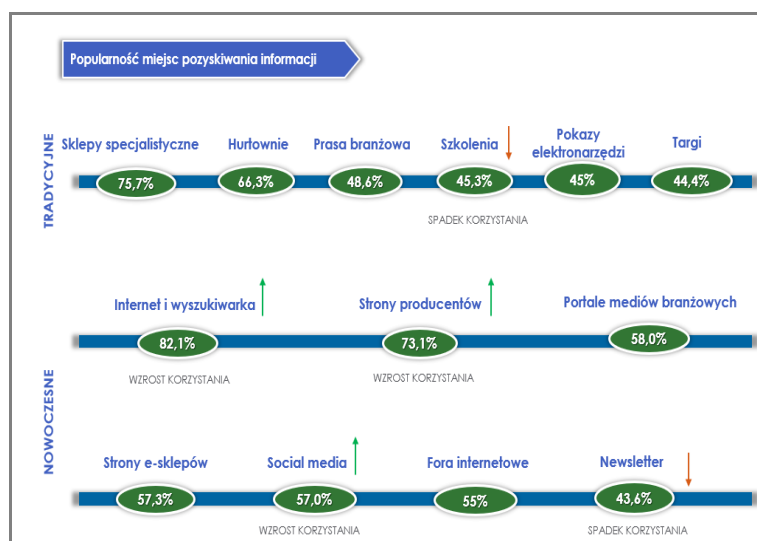 Popularność miejsc pozyskiwania informacji
TRADYCYJNE
Sklepy specjalistyczne
Hurtownie
Prasa branżowa
Szkolenia
Pokazy
elektronarzędzi
Targi
75,7%
66,3%
48,6%
45,3%
45%
44,4%
SPADEK KORZYSTANIA
NOWOCZESNE
Internet i wyszukiwarka
Strony producentów
Portale mediów branżowych
82,1%
73,1%
58,0%
WZROST KORZYSTANIA
WZROST KORZYSTANIA
Strony e-sklepów
Social media
Fora internetowe
Newsletter
57,3%
57,0%
55%
43,6%
WZROST KORZYSTANIA
SPADEK KORZYSTANIA